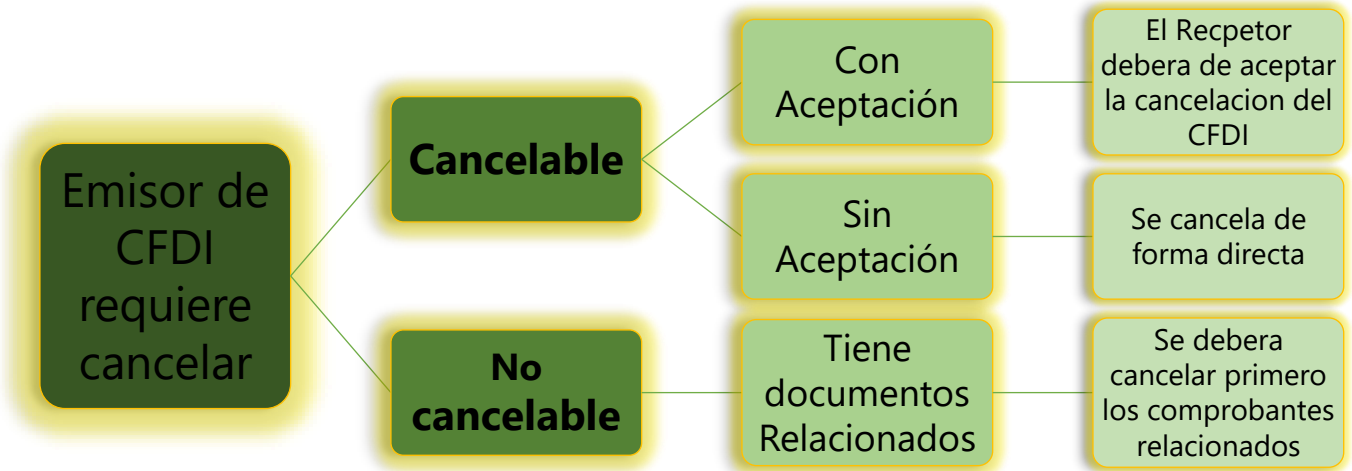 Emisor de
CFDI
requiere
cancelar
Cancelable
Con
Aceptación
El Recpetor
debera de aceptar
la cancelacion del
CFDI
Sin
Aceptación
Se cancela de
forma directa
No
cancelable
Tiene
documentos
Relacionados
Se debera
cancelar primero
los comprobantes
relacionados